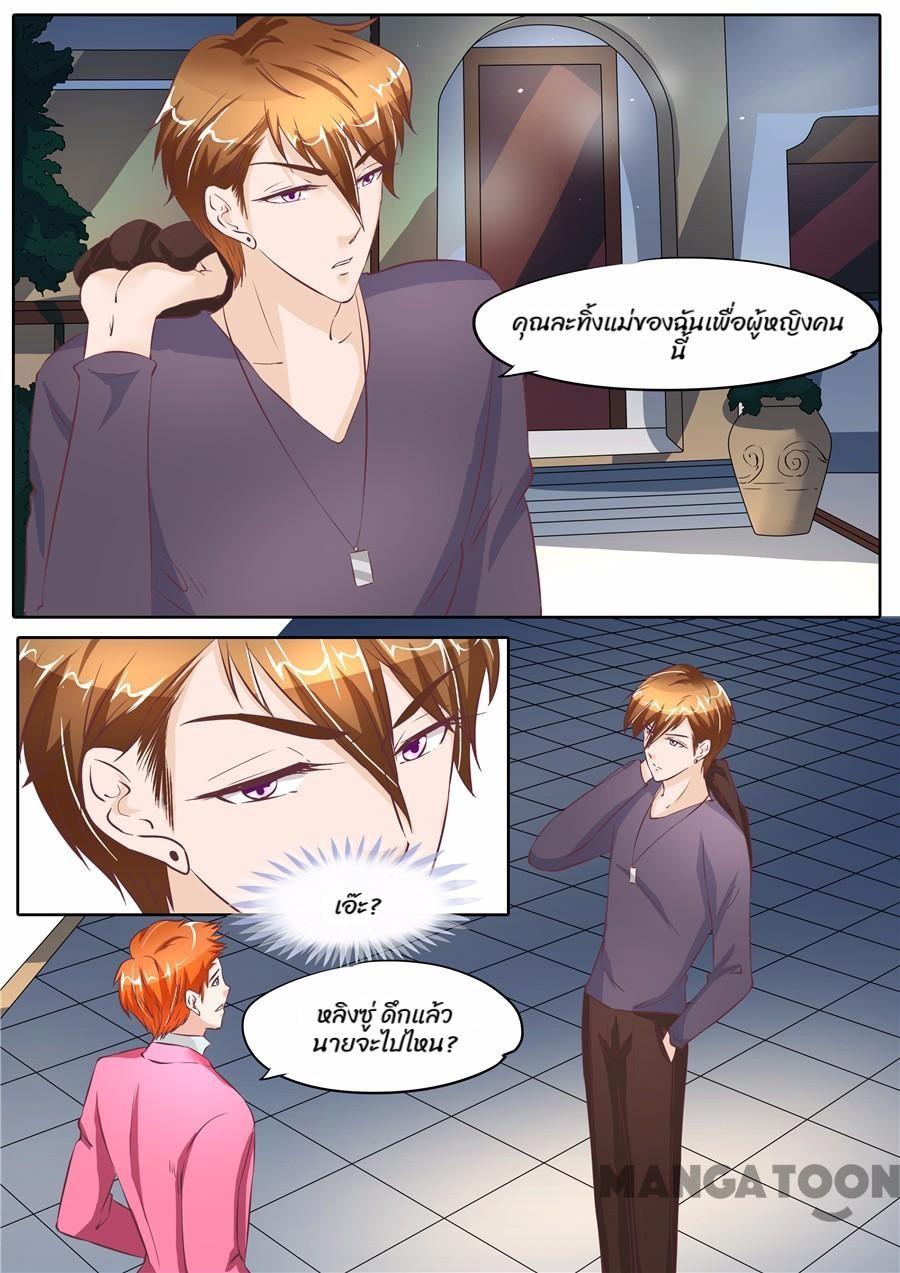 คุณละทิ้งแม่ของฉันเพื่อผู้หญิงคน
นี้
เอ๊ะ?
หลิงซู่ ดึกแล้ว
นายจะไปไหน?
MANGATOON